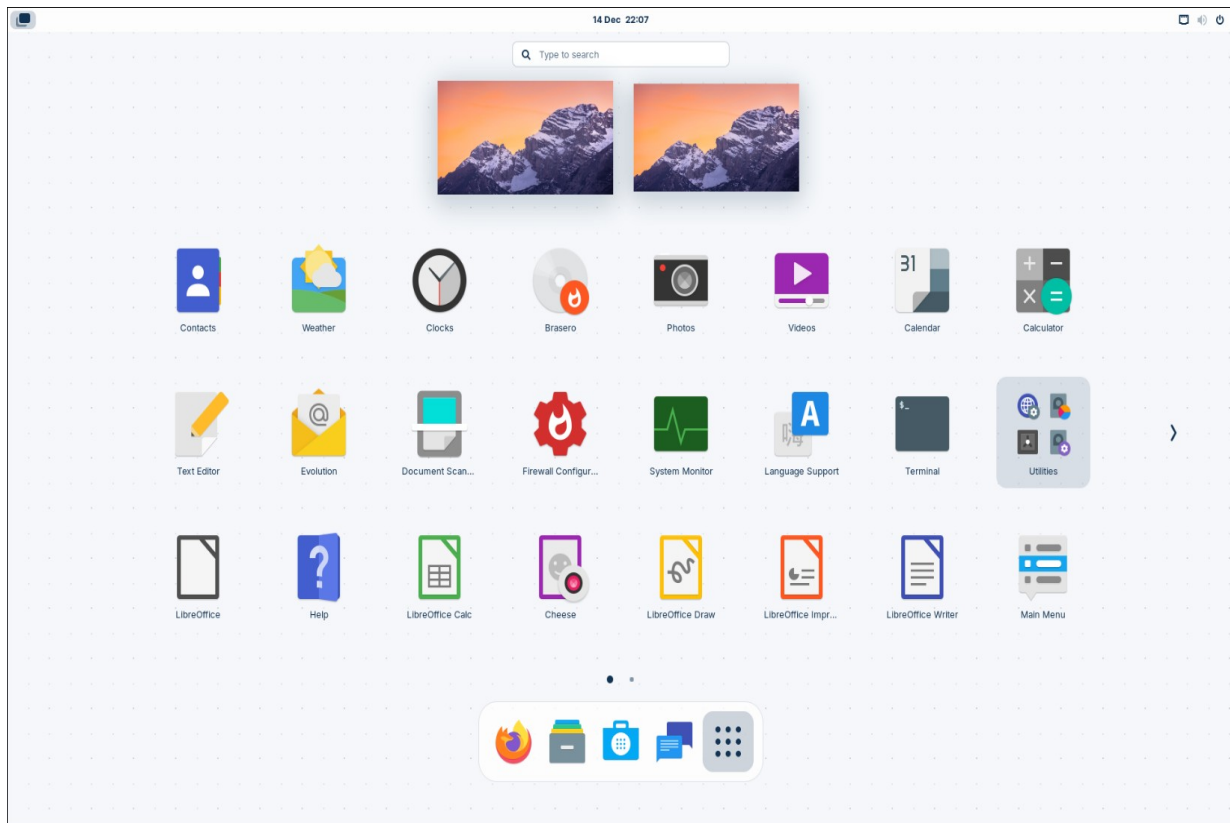 14 Dec 22:07
Type to search
31
Contacts
Weather
Clocks
Brasero
Photos
Videos
Calendar
Calculator
@
$_
A
嗨
Text Editor
Evolution
Document Scan...
Firewall Configur...
System Monitor
Language Support
Terminal
Utilities
?
LibreOffice
Help
LibreOffice Calc
Cheese
LibreOffice Draw
LibreOffice Impr...
LibreOffice Writer
Main Menu